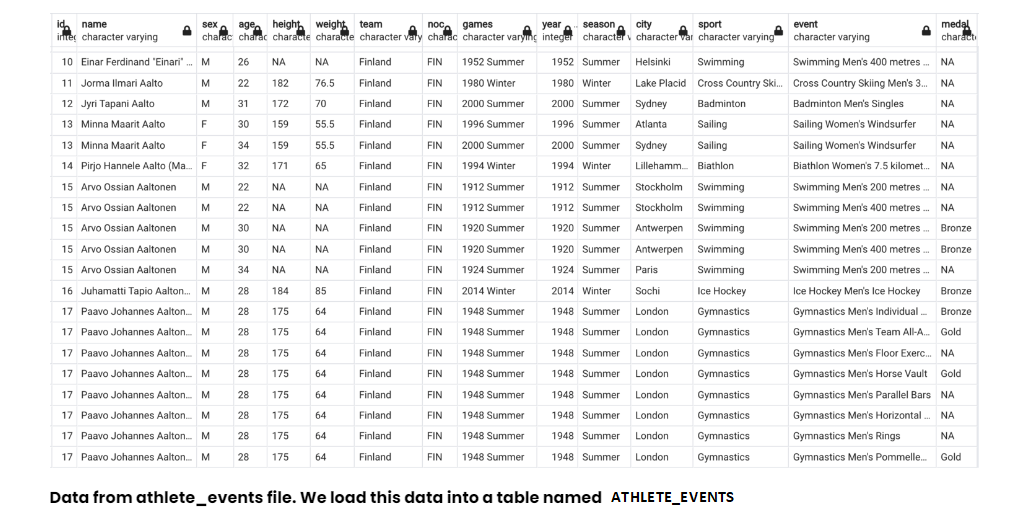 id name sex age height weight team noc games year season city sport event medal
integ character varying charac charac characte characte character vary charac character varying integer character v character var character varying character varying charact
10 Einar Ferdinand "Einari" ... M 26 NA NA Finland FIN 1952 Summer 1952 Summer Helsinki Swimming Swimming Men's 400 metres ... NA
11 Jorma Ilmari Aalto M 22 182 76.5 Finland FIN 1980 Winter 1980 Winter Lake Placid Cross Country Ski... Cross Country Skiing Men's 3... NA
12 Jyri Tapani Aalto M 31 172 70 Finland FIN 2000 Summer 2000 Summer Sydney Badminton Badminton Men's Singles NA
13 Minna Maarit Aalto F 30 159 55.5 Finland FIN 1996 Summer 1996 Summer Atlanta Sailing Sailing Women's Windsurfer NA
13 Minna Maarit Aalto F 34 159 55.5 Finland FIN 2000 Summer 2000 Summer Sydney Sailing Sailing Women's Windsurfer NA
14 Pirjo Hannele Aalto (Ma... F 32 171 65 Finland FIN 1994 Winter 1994 Winter Lillehamm... Biathlon Biathlon Women's 7.5 kilomet... NA
15 Arvo Ossian Aaltonen M 22 NA NA Finland FIN 1912 Summer 1912 Summer Stockholm Swimming Swimming Men's 200 metres ... NA
15 Arvo Ossian Aaltonen M 22 NA NA Finland FIN 1912 Summer 1912 Summer Stockholm Swimming Swimming Men's 400 metres ... NA
15 Arvo Ossian Aaltonen M 30 NA NA Finland FIN 1920 Summer 1920 Summer Antwerpen Swimming Swimming Men's 200 metres ... Bronze
15 Arvo Ossian Aaltonen M 30 NA NA Finland FIN 1920 Summer 1920 Summer Antwerpen Swimming Swimming Men's 400 metres ... Bronze
15 Arvo Ossian Aaltonen M 34 NA NA Finland FIN 1924 Summer 1924 Summer Paris Swimming Swimming Men's 200 metres ... NA
16 Juhamatti Tapio Aalton... M 28 184 85 Finland FIN 2014 Winter 2014 Winter Sochi Ice Hockey Ice Hockey Men's Ice Hockey Bronze
17 Paavo Johannes Aalton... M 28 175 64 Finland FIN 1948 Summer 1948 Summer London Gymnastics Gymnastics Men's Individual ... Bronze
17 Paavo Johannes Aalton... M 28 175 64 Finland FIN 1948 Summer 1948 Summer London Gymnastics Gymnastics Men's Team All-A... Gold
17 Paavo Johannes Aalton... M 28 175 64 Finland FIN 1948 Summer 1948 Summer London Gymnastics Gymnastics Men's Floor Exerc... NA
17 Paavo Johannes Aalton... M 28 175 64 Finland FIN 1948 Summer 1948 Summer London Gymnastics Gymnastics Men's Horse Vault Gold
17 Paavo Johannes Aalton... M 28 175 64 Finland FIN 1948 Summer 1948 Summer London Gymnastics Gymnastics Men's Parallel Bars NA
17 Paavo Johannes Aalton... M 28 175 64 Finland FIN 1948 Summer 1948 Summer London Gymnastics Gymnastics Men's Horizontal ... NA
17 Paavo Johannes Aalton... M 28 175 64 Finland FIN 1948 Summer 1948 Summer London Gymnastics Gymnastics Men's Rings NA
17 Paavo Johannes Aalton... M 28 175 64 Finland FIN 1948 Summer 1948 Summer London Gymnastics Gymnastics Men's Pommelle... Gold
Data from athlete_events file. We load this data into a table named ATHLETE_EVENTS